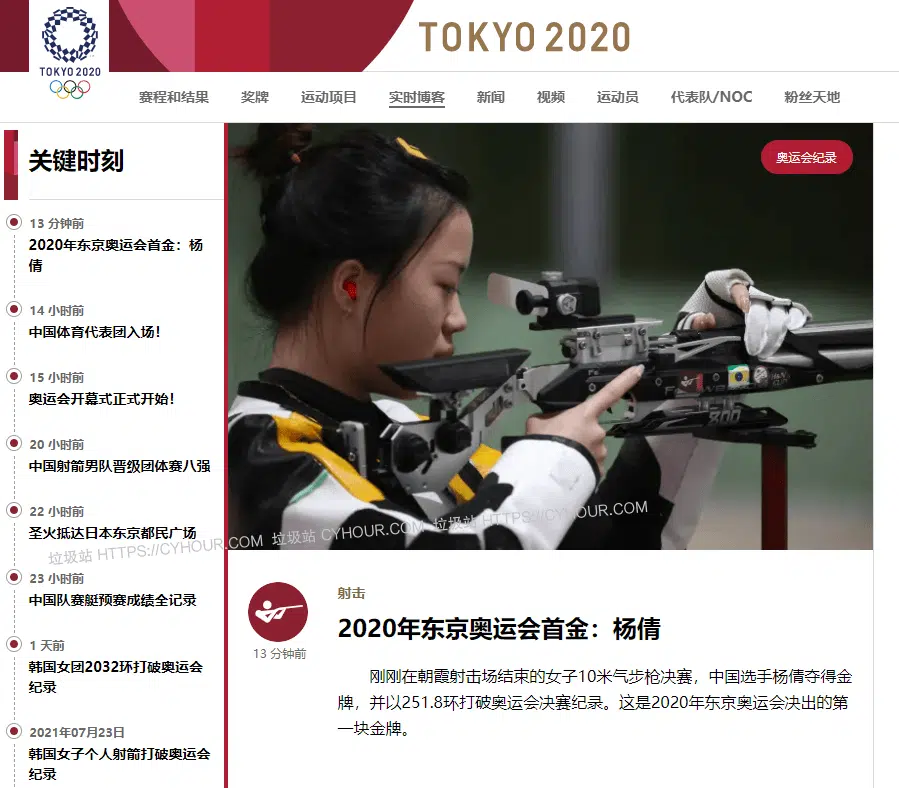 TOKYO 2020
TOKYO 2020
赛程和结果 奖牌 运动项目 实时博客 新闻 视频 运动员 代表队/NOC 粉丝天地
关键时刻
13 分钟前
2020年东京奥运会首金：杨
倩
14 小时前
中国体育代表团入场！
15 小时前
奥运会开幕式正式开始！
20 小时前
中国射箭男队晋级团体赛八强
22 小时前
圣火抵达日本东京都民广场
23 小时前
中国队赛艇预赛成绩全记录
1 天前
韩国女团2032环打破奥运会
纪录
2021年07月23日
韩国女子个人射箭打破奥运会
纪录
奥运会纪录
800
垃圾站 HTTPS://CYHOUR.COM 垃圾站 CYHOUR.COM 垃圾站 HTTPS://CYHOUR.COM
射击
13 分钟前
2020年东京奥运会首金：杨倩
刚刚在朝霞射击场结束的女子10米气步枪决赛，中国选手杨倩夺得金
牌，并以251.8环打破奥运会决赛纪录。这是2020年东京奥运会决出的第
一块金牌。